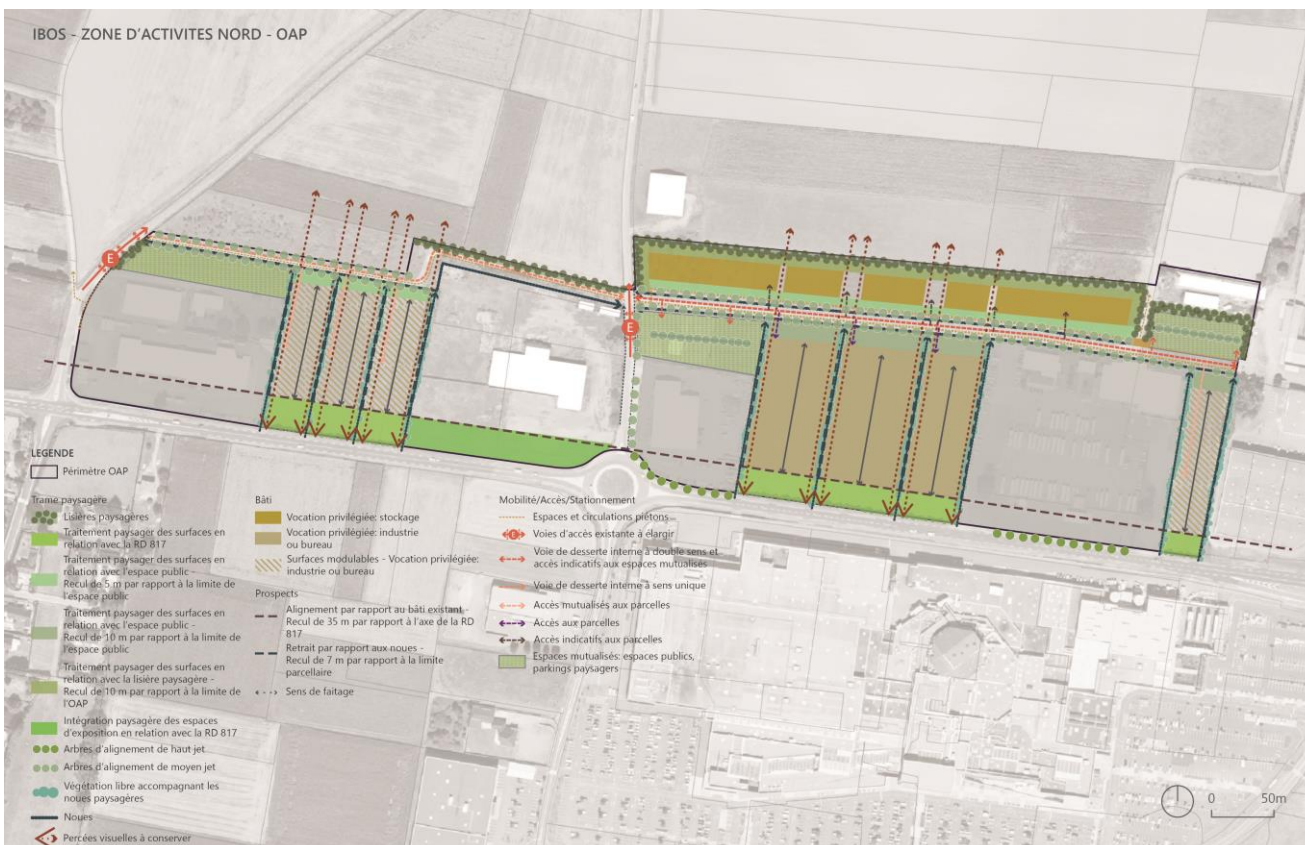 IBOS - ZONE D'ACTIVITES NORD - OAP
E
E
LEGENDE
Périmètre OAP
Trame paysagère
Lisières paysagères
Traitement paysager des surfaces en
relation avec la RD 817
Traitement paysager des surfaces en
relation avec l'espace public –
Recul de 5 m par rapport à la limite de
l'espace public
Traitement paysager des surfaces en
relation avec l'espace public -
Recul de 10 m par rapport à la limite de
l'espace public
Traitement paysager des surfaces en
relation avec la lisière paysagère -
Recul de 10 m par rapport à la limite de
l'OAP
Intégration paysagère des espaces
d'exposition en relation avec la RD 817
Arbres d'alignement de haut jet
Arbres d'alignement de moyen jet
Végétation libre accompagnant les
noues paysagères
Noues
Percées visuelles à conserver
Bâti
Vocation privilégiée: stockage
Vocation privilégiée: industrie
ou bureau
Surfaces modulables - Vocation privilégiée:
industrie ou bureau
Prospects
Alignement par rapport au bâti existant -
Recul de 35 m par rapport à l'axe de la RD
817
Retrait par rapport aux noues -
Recul de 7 m par rapport à la limite
parcellaire
Sens de faitage
Mobilité/Accès/Stationnement
Espaces et circulations piétons
E
Voies d'accès existante à élargir
Voie de desserte interne à double sens et
accès indicatifs aux espaces mutualisés
Voie de desserte interne à sens unique
Accès mutualisés aux parcelles
Accès aux parcelles
Accès indicatifs aux parcelles
Espaces mutualisés: espaces publics,
parkings paysagers
0 50m